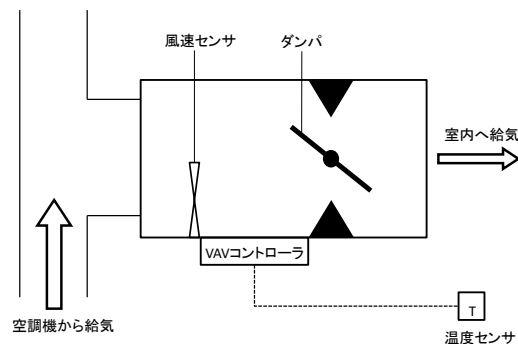 風速センサ
ダンパ
室内へ給気
VAVコントローラ
T
空調機から給気
温度センサ